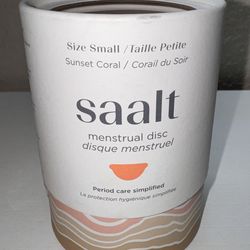 Size Small / Taille Petite
Sunset Coral / Corail du Soir
saalt
menstrual disc
disque menstruel
Period care simplified
La protection hygiénique simplifiée